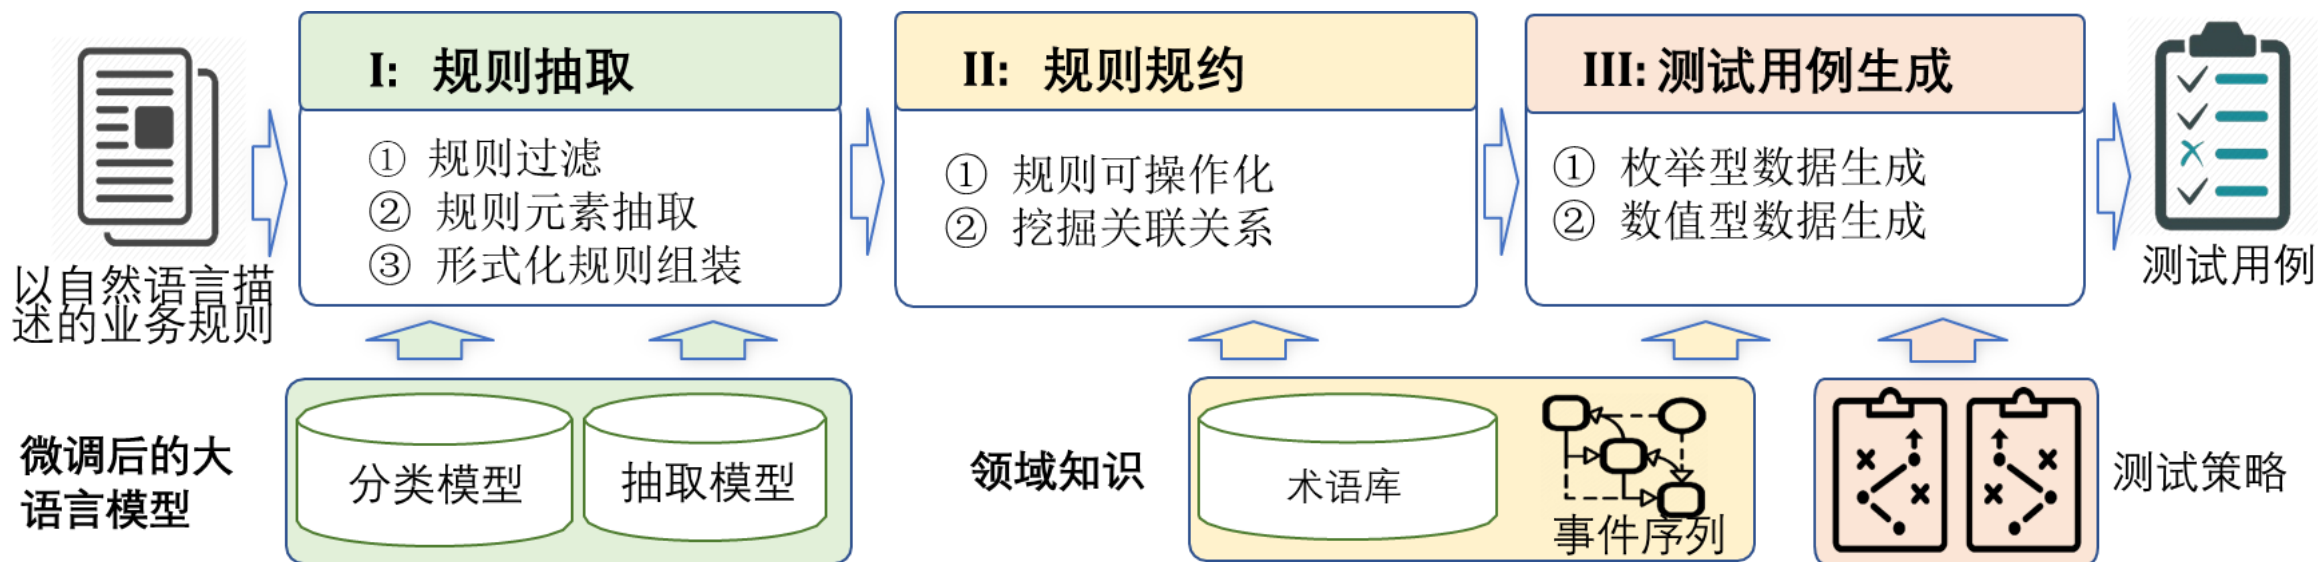 I: 规则抽取
① 规则过滤
② 规则元素抽取
③ 形式化规则组装
II: 规则规约
① 规则可操作化
② 挖掘关联关系
III: 测试用例生成
① 枚举型数据生成
② 数值型数据生成
以自然语言描
述的业务规则
测试用例
微调后的大
语言模型
分类模型
抽取模型
领域知识
术语库
事件序列
测试策略